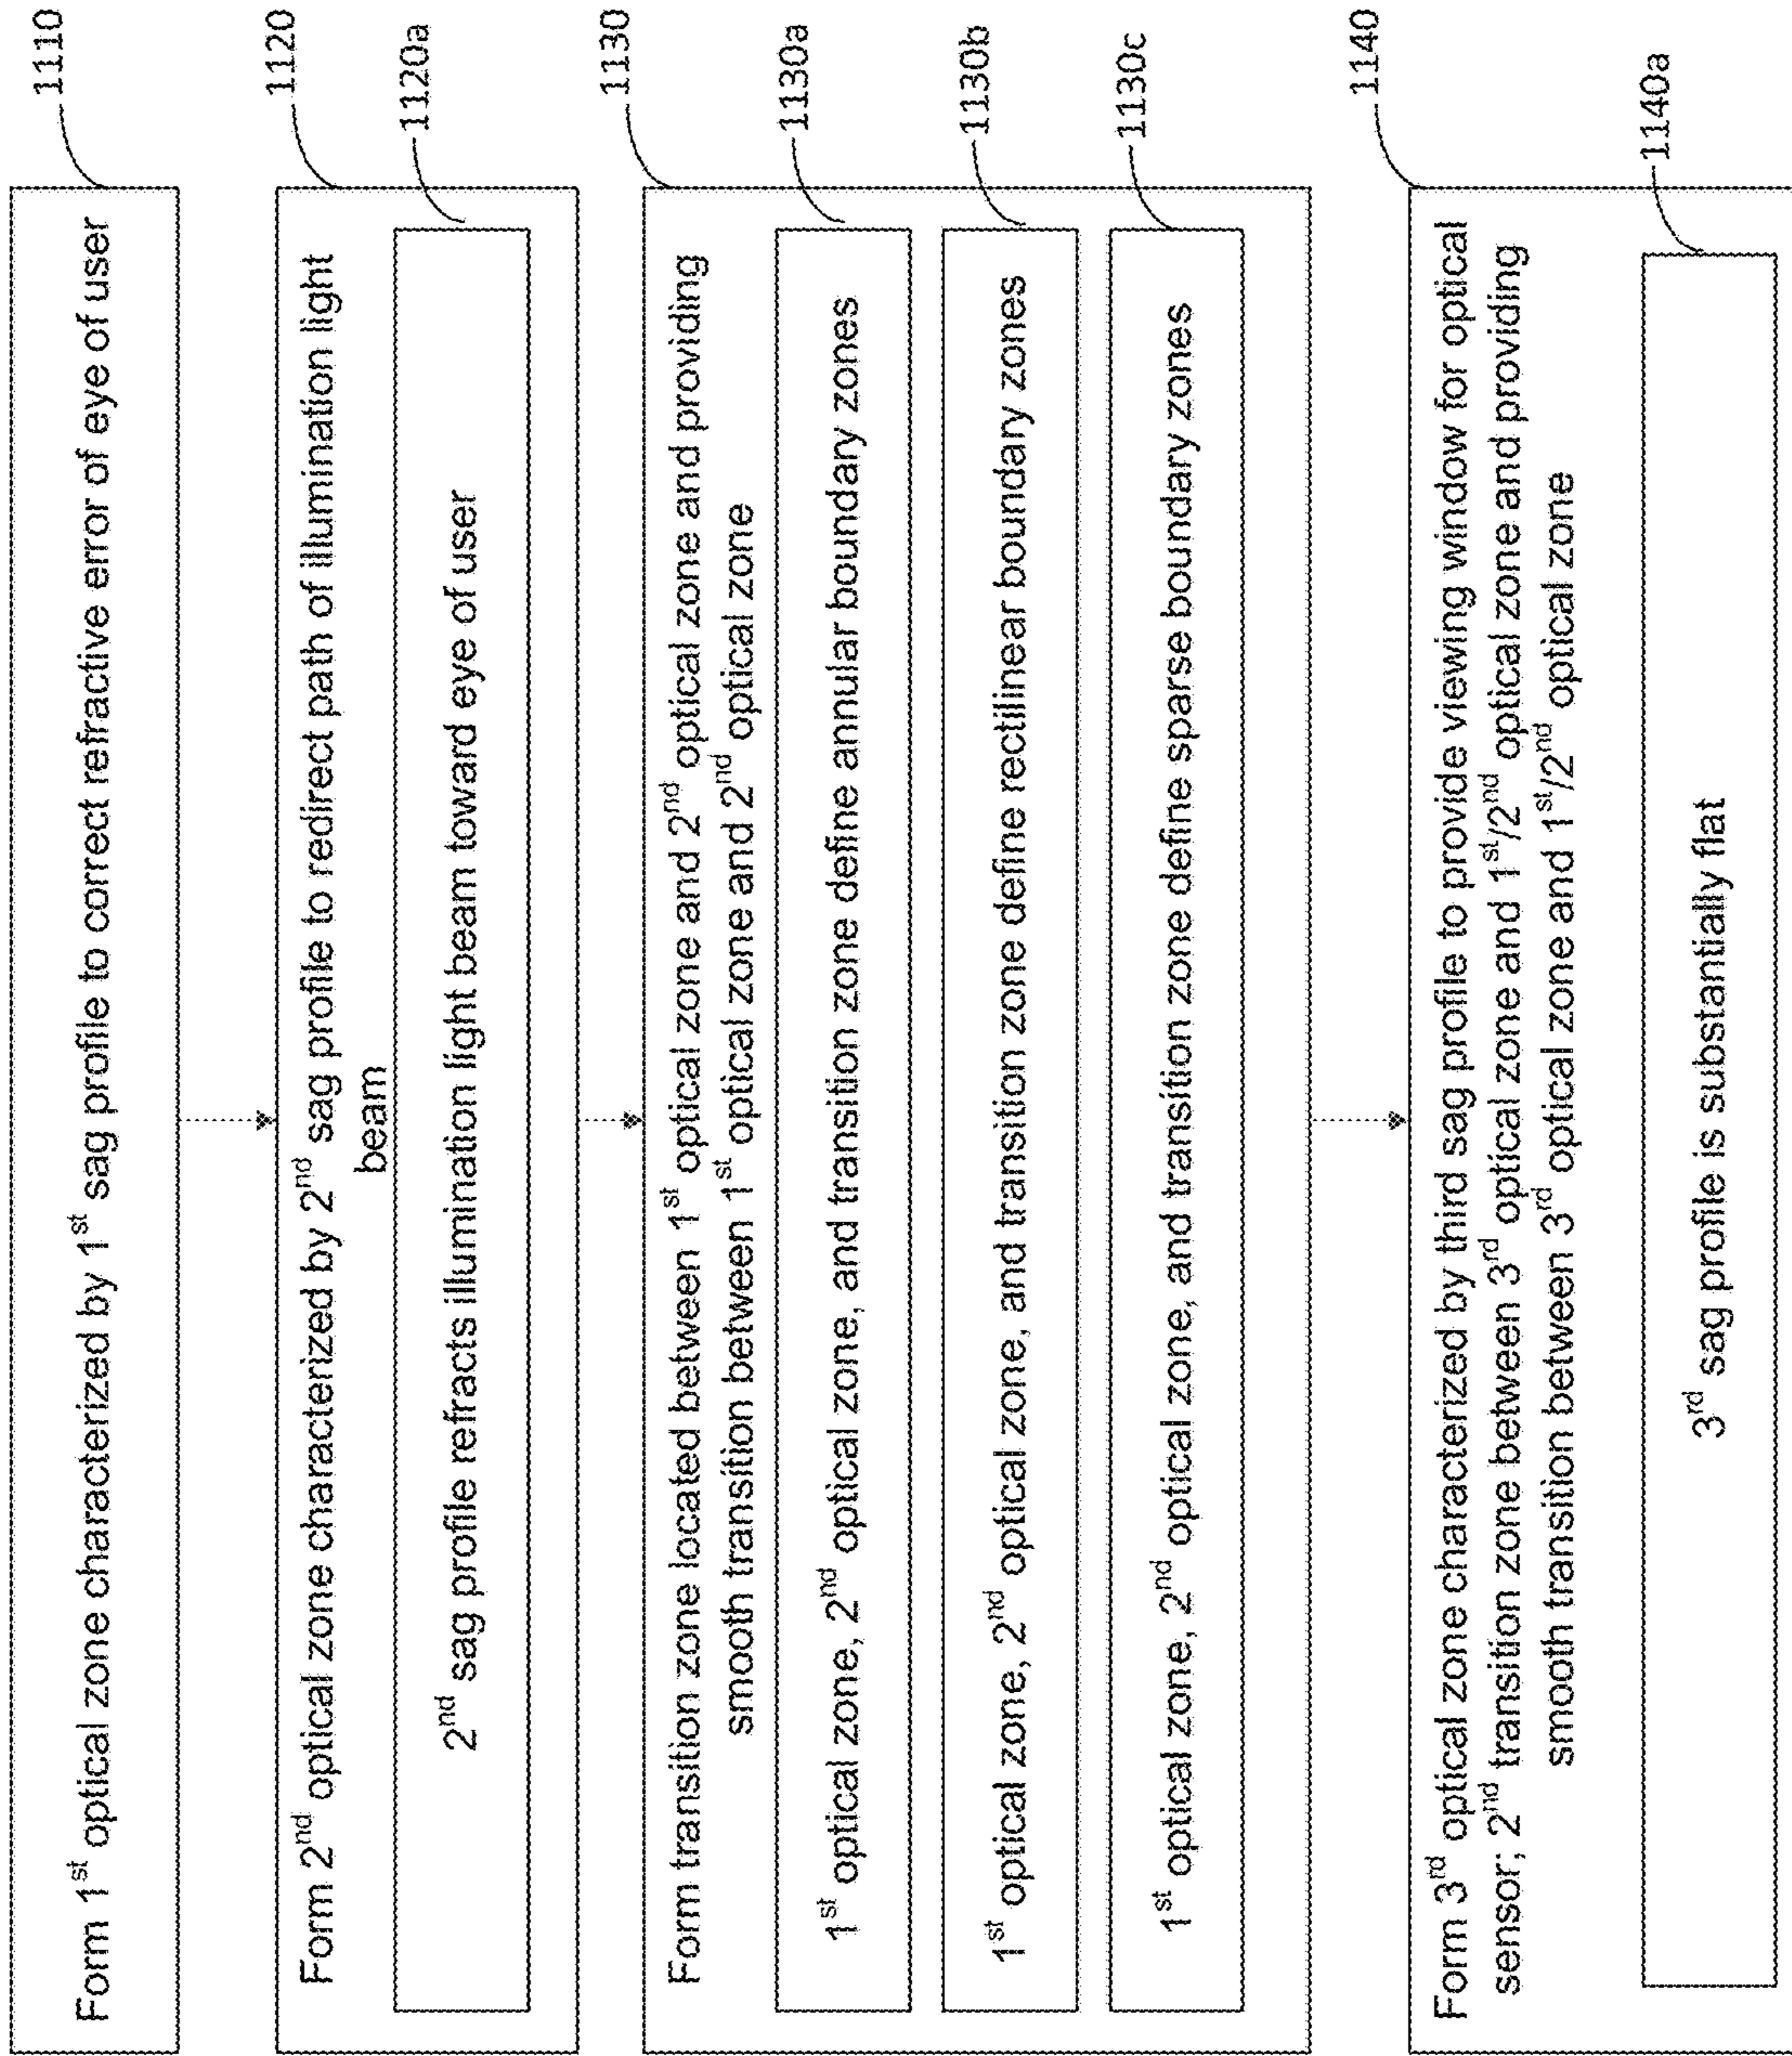 1110
Form 1st optical zone characterized by 1st sag profile to correct refractive error of eye of user
1120
Form 2nd optical zone characterized by 2nd sag profile to redirect path of illumination light
beam
1120a
2nd sag profile refracts illumination light beam toward eye of user
1130
Form transition zone located between 1st optical zone and 2nd optical zone and providing
smooth transition between 1st optical zone and 2nd optical zone
1130a
1st optical zone, 2nd optical zone, and transition zone define annular boundary zones
1130b
1st optical zone, 2nd optical zone, and transition zone define rectilinear boundary zones
1130c
1st optical zone, 2nd optical zone, and transition zone define sparse boundary zones
1140
Form 3rd optical zone characterized by third sag profile to provide viewing window for optical
sensor; 2nd transition zone between 3rd optical zone and 1st/2nd optical zone and providing
smooth transition between 3rd optical zone and 1st/2nd optical zone
1140a
3rd sag profile is substantially flat